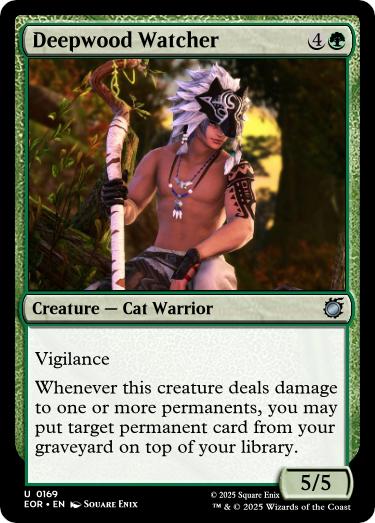 Deepwood Watcher 4
Creature — Cat Warrior
Vigilance
Whenever this creature deals damage
to one or more permanents, you may
put target permanent card from your
graveyard on top of your library.
5/5
U 0169
EOR • EN SQUARE ENIX
© 2025 Square Enix
™ & © 2025 Wizards of the Coast